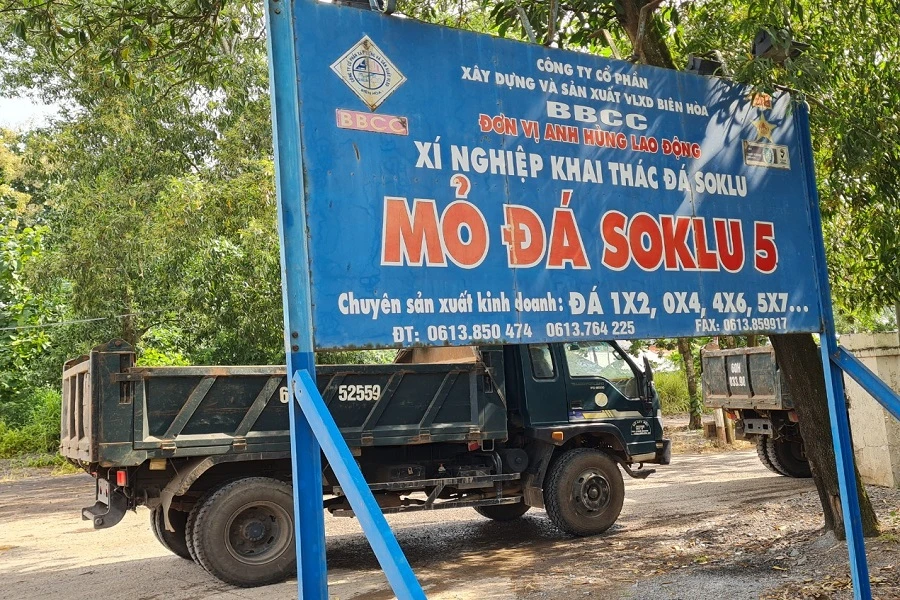 CÔNG TY CỔ PHẦN
XÂY DỰNG VÀ SẢN XUẤT VLXD BIÊN HÒA
BBCC
BBCC
ĐƠN VỊ ANH HÙNG LAO ĐỘNG
XÍ NGHIỆP KHAI THÁC ĐÁ SOKLU
MỎ ĐÁ SOKLU 5
Chuyên sản xuất kinh doanh: ĐÁ 1X2, 0X4, 4X6, 5X7...
ĐT: 0613.850 474 0613.764 225 FAX: 0613.859917
6 52559
60H